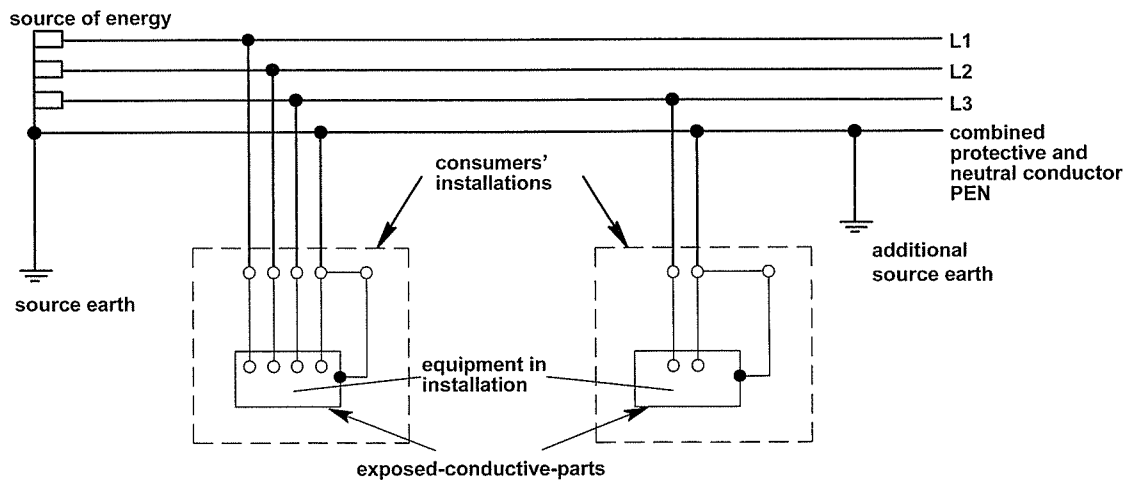 source of energy
L1
L2
L3
combined
protective and
neutral conductor
PEN
consumers'
installations
additional
source earth
source earth
equipment in
installation
exposed-conductive-parts